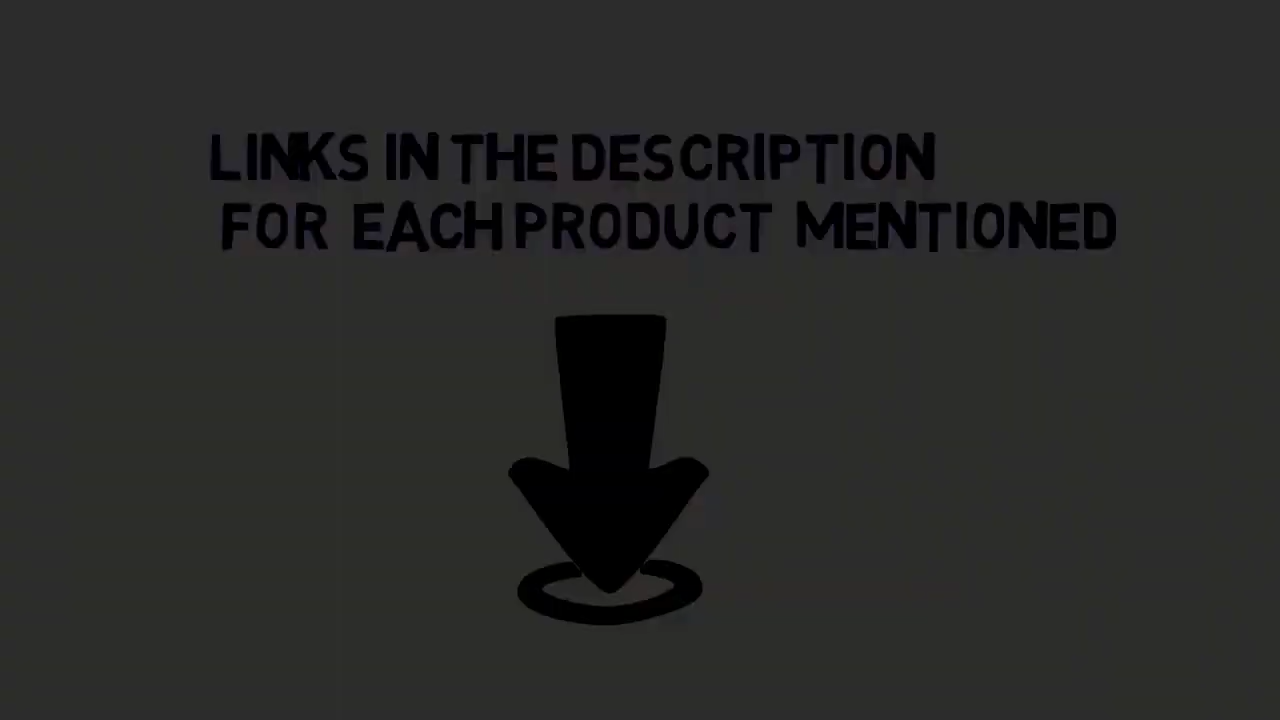 LINKS IN THE DESCRIPTION
FOR EACH PRODUCT MENTIONED